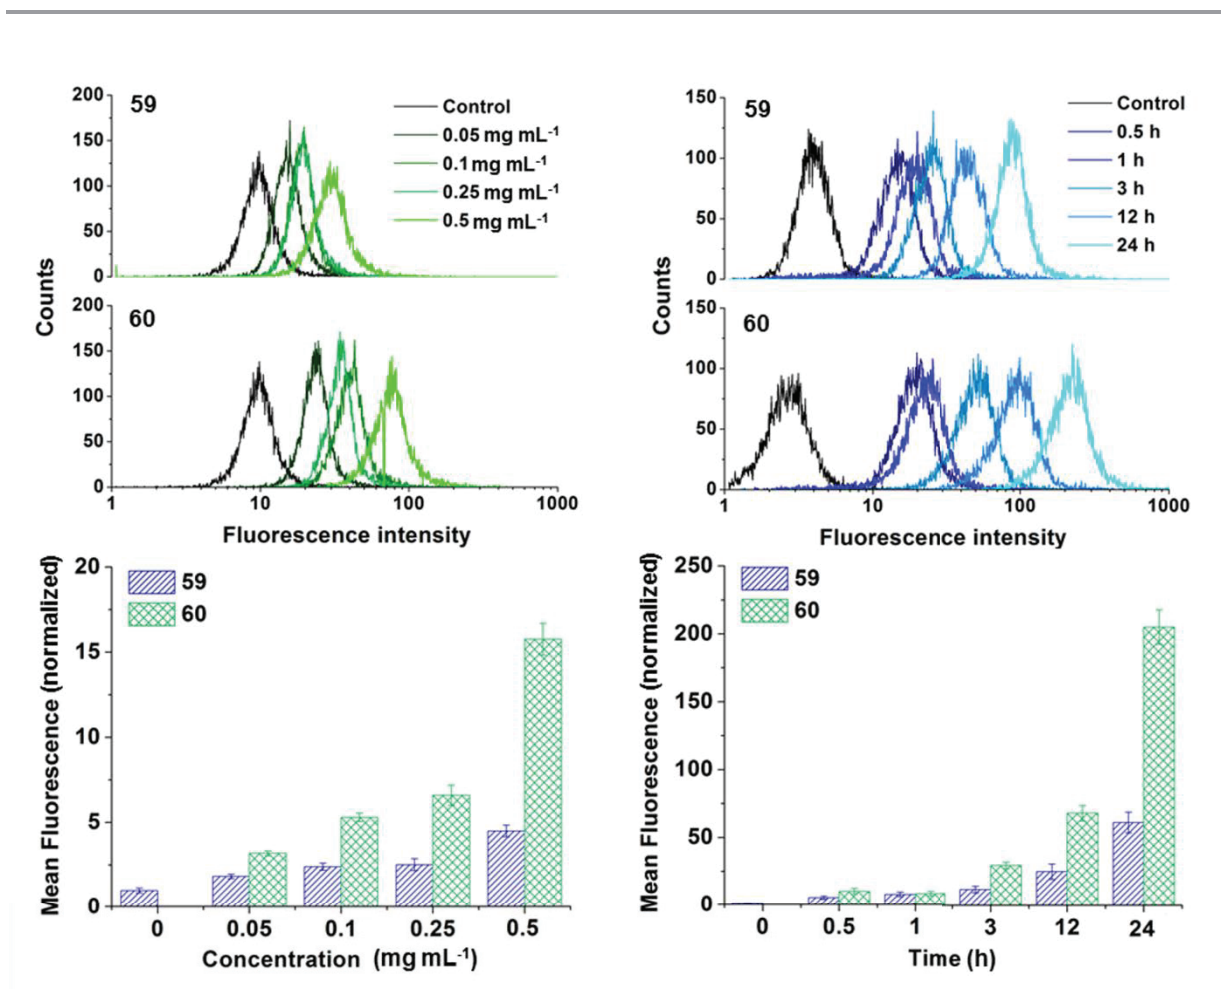 59
Control
0.05 mg mL-1
0.1 mg mL-1
0.25 mg mL-1
0.5 mg mL-1
200
150
100
50
0
60
200
150
100
50
0
Counts
1 10 100 1000
Fluorescence intensity
59
Control
0.5 h
1 h
3 h
12 h
24 h
150
100
50
0
60
150
100
50
0
Counts
1 10 100 1000
Fluorescence intensity
59
60
20
15
10
5
0
Mean Fluorescence (normalized)
0 0.05 0.1 0.25 0.5
Concentration (mg mL-1)
59
60
250
200
150
100
50
0
Mean Fluorescence (normalized)
0 0.5 1 3 12 24
Time (h)